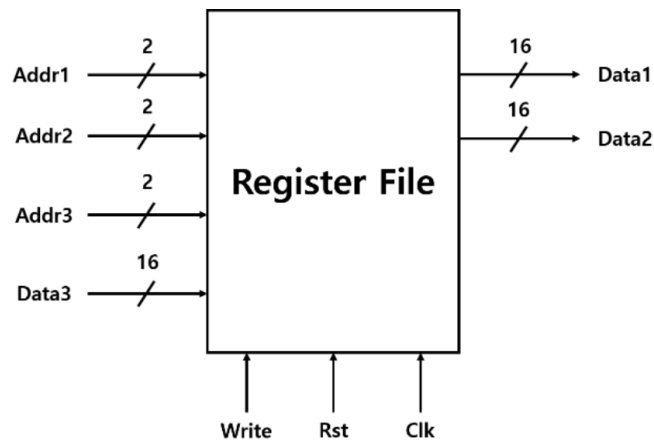 2
16
Addr1
Data1
2
16
Addr2
Data2
2
Register File
Addr3
16
Data3
Write
Rst
Clk